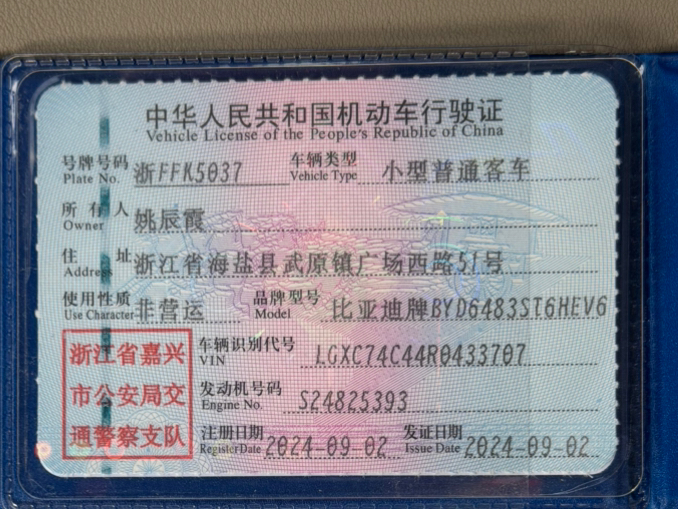 中华人民共和国机动车行驶证
Vehicle License of the People's Republic of China
号牌号码 浙FFK5037 车辆类型 小型普通客车
Plate No. Vehicle Type
所有人 姚辰霞
Owner
住址 浙江省海盐县武原镇广场西路51号
Address
使用性质 非营运 品牌型号 比亚迪牌BYD6483ST6HEV6
Use Character Model
浙江省嘉兴
市公安局交
通警察支队
车辆识别代号 LGXC74C44R0433707
VIN
发动机号码 S24825393
Engine No.
注册日期 2024-09-02 发证日期 2024-09-02
Register Date Issue Date